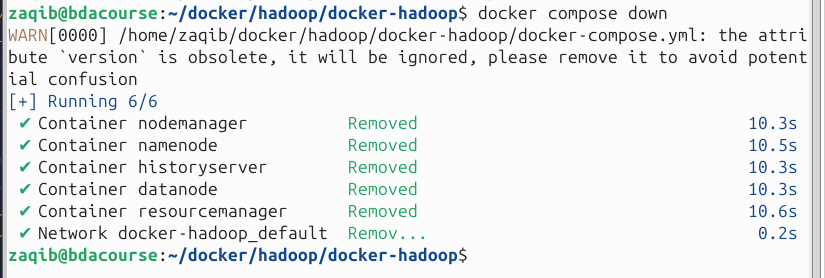 zaqib@bdacourse:~/docker/hadoop/docker-hadoop$ docker compose down
WARN[0000] /home/zaqib/docker/hadoop/docker-hadoop/docker-compose.yml: the attri
bute `version` is obsolete, it will be ignored, please remove it to avoid potent
ial confusion
[+] Running 6/6
✔ Container nodemanager Removed 10.3s
✔ Container namenode Removed 10.5s
✔ Container historyserver Removed 10.3s
✔ Container datanode Removed 10.3s
✔ Container resourcemanager Removed 10.6s
✔ Network docker-hadoop_default Remov... 0.2s
zaqib@bdacourse:~/docker/hadoop/docker-hadoop$